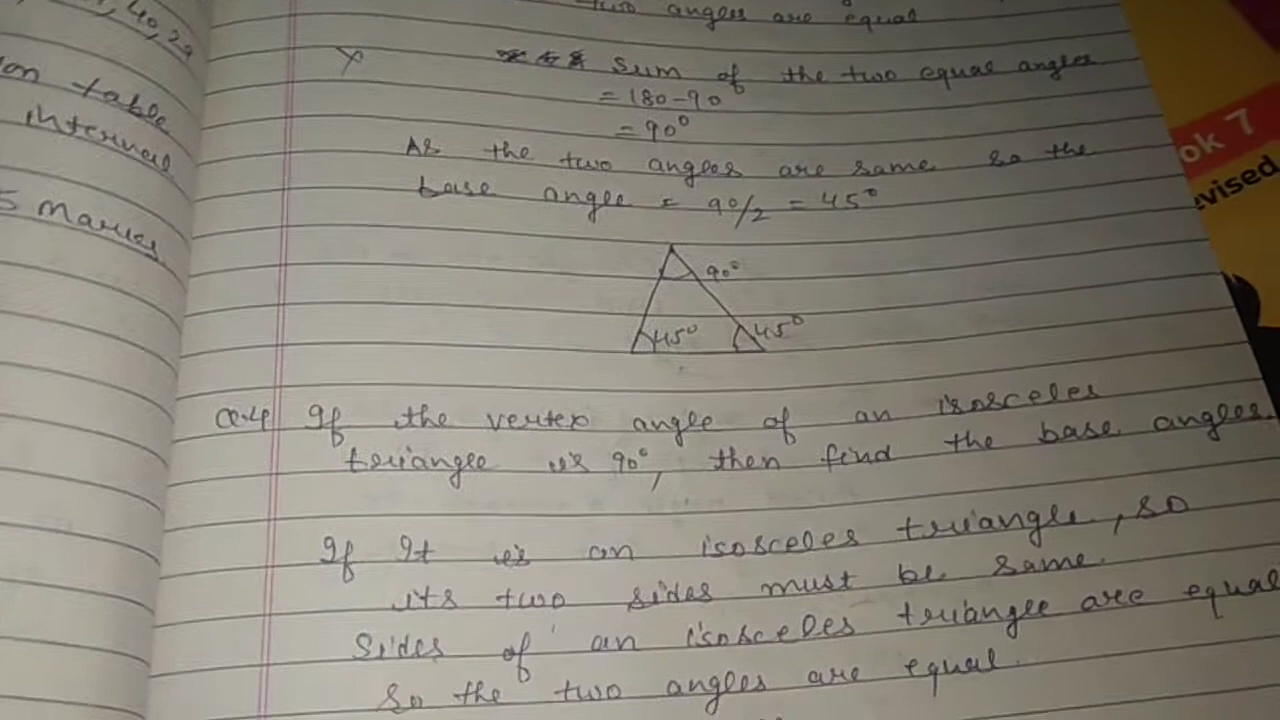 , 40, 29
on table
interval
5 Marks
two angles are equal
Sum of the two equal angles
= 180 - 90°
= 90°
As the two angles are same so the
base angle = 90/2 = 45°
90°
45° 45°
Q.4 If the vertex angle of an isosceles
triangle is 90°, then find the base angles.
If It is an isosceles triangle, so
its two sides must be same.
Sides of an isosceles triangle are equal
so the two angles are equal.
ok 7
evised